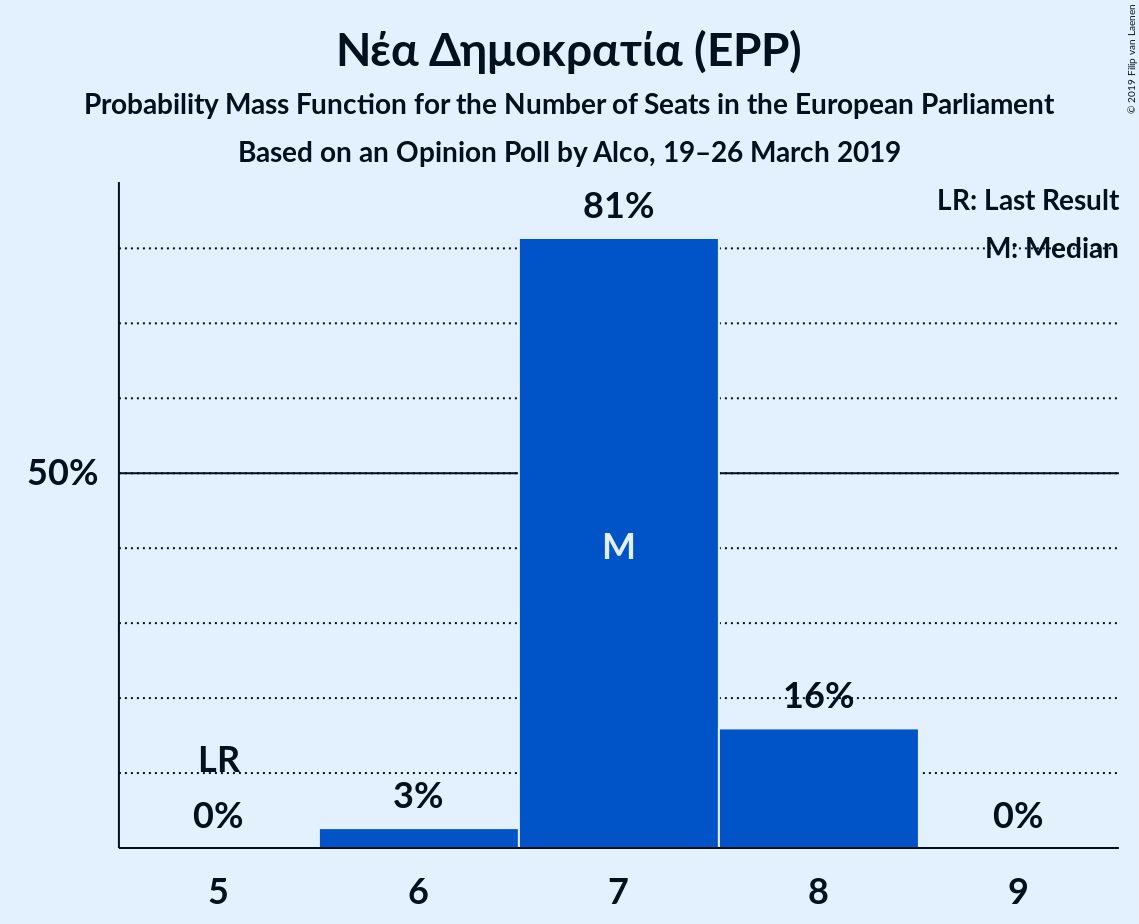 Νέα Δημοκρατία (EPP)
Probability Mass Function for the Number of Seats in the European Parliament
Based on an Opinion Poll by Alco, 19–26 March 2019
© 2019 Filip van Laenen
LR: Last Result
M: Median
81%
50%
M
16%
LR
3%
0%
0%
5 6 7 8 9